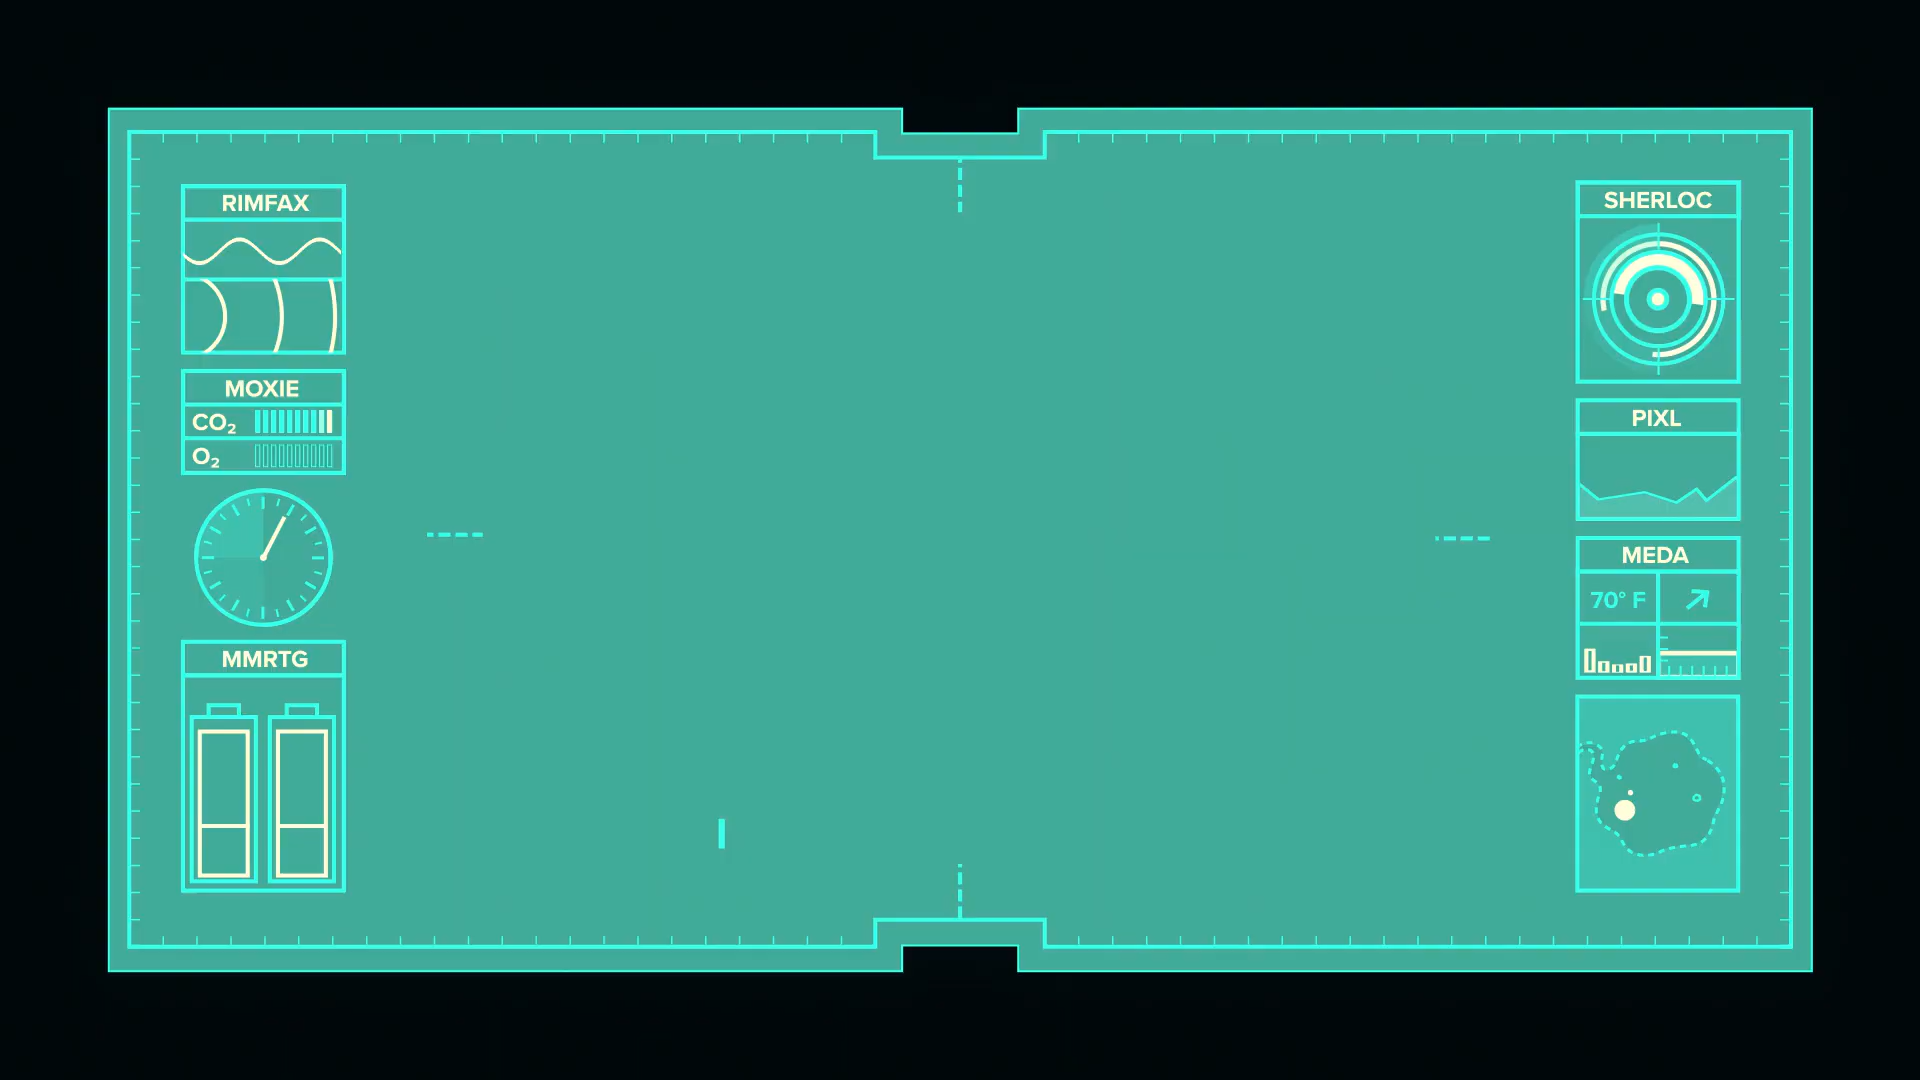 RIMFAX
MOXIE
CO₂
O₂
MMRTG
SHERLOC
PIXL
MEDA
70° F